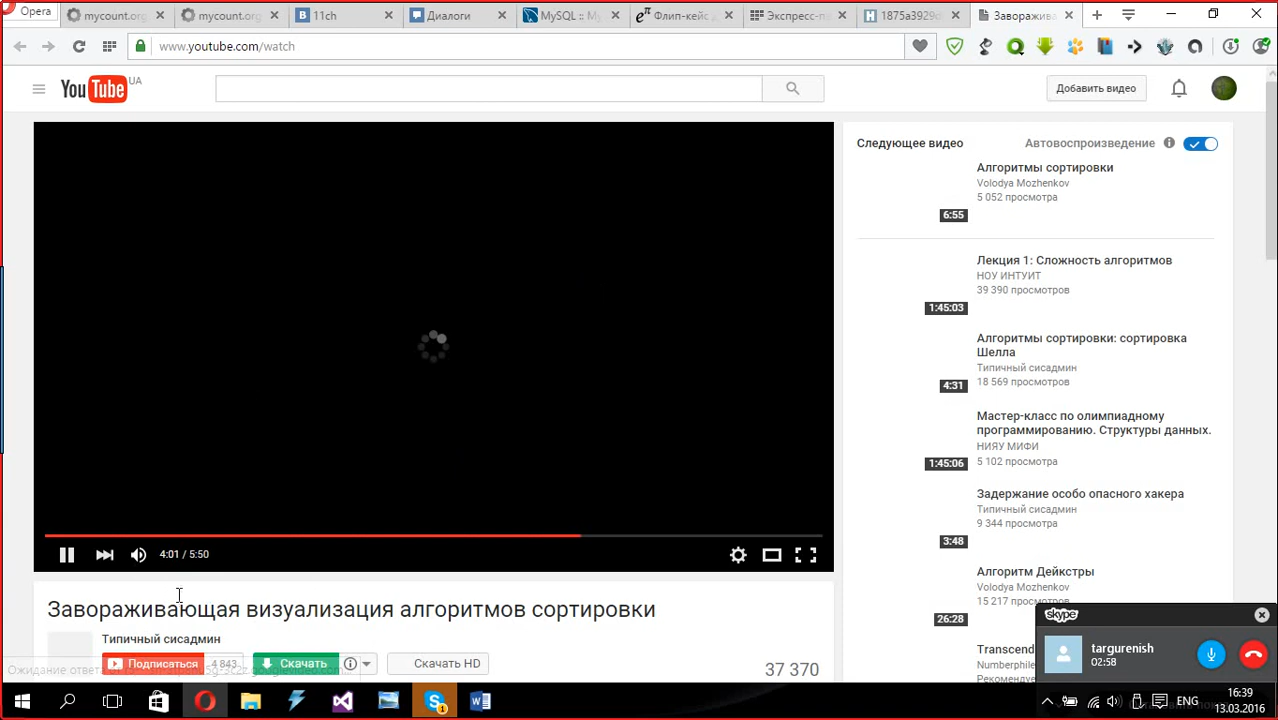 Opera
mycount.org
mycount.org
11ch
Диалоги
MySQL :: M
Флип-кейс
Экспресс-п
1875a3929
Заворажива
www.youtube.com/watch
YouTube UA
Добавить видео
Следующее видео
Автовоспроизведение
Алгоритмы сортировки
Volodya Mozhenkov
5 052 просмотра
6:55
Лекция 1: Сложность алгоритмов
НОУ ИНТУИТ
39 390 просмотров
1:45:03
Алгоритмы сортировки: сортировка
Шелла
Типичный сисадмин
18 569 просмотров
4:31
Мастер-класс по олимпиадному
программированию. Структуры данных.
НИЯУ МИФИ
5 102 просмотра
1:45:06
Задержание особо опасного хакера
Типичный сисадмин
9 344 просмотров
3:48
Алгоритм Дейкстры
Volodya Mozhenkov
15 217 просмотров
26:28
Transcend
Numberphile
Рекомендуе
4:01 / 5:50
Завораживающая визуализация алгоритмов сортировки
Типичный сисадмин
Подписаться 4 843
Скачать
Скачать HD
37 370
Ожидание ответа
skype
targurenish
02:58
1
ENG
16:39
13.03.2016